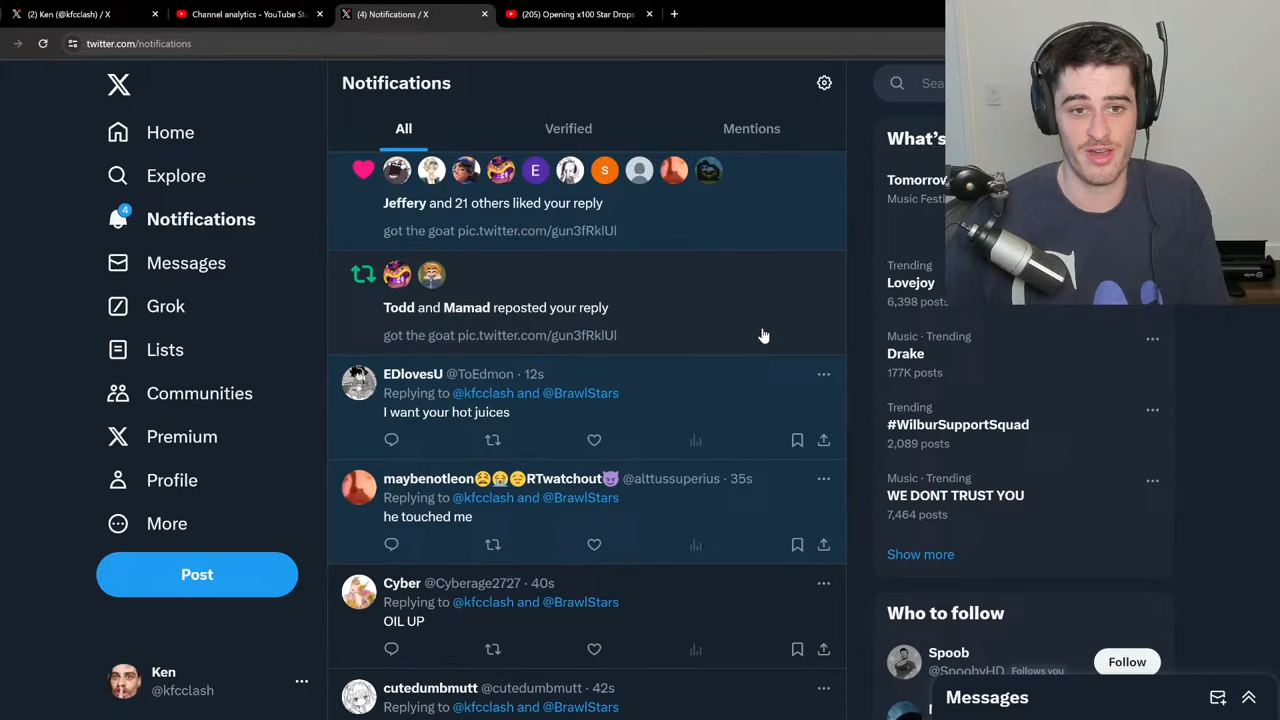 (2) Ken (@kfcclash) / X
Channel analytics - YouTube St
(4) Notifications / X
(205) Opening x100 Star Drops
twitter.com/notifications
Home
Explore
4
Notifications
Messages
Grok
Lists
Communities
Premium
Profile
More
Post
Ken
@kfcclash
Notifications
All
Verified
Mentions
E
S
Jeffery and 21 others liked your reply
got the goat pic.twitter.com/gun3fRklUl
Todd and Mamad reposted your reply
got the goat pic.twitter.com/gun3fRklUl
EDlovesU @ToEdmon · 12s
Replying to @kfcclash and @BrawlStars
I want your hot juices
maybenotleon😩😭😔RTwatchout😈 @alttussuperius · 35s
Replying to @kfcclash and @BrawlStars
he touched me
Cyber @Cyberage2727 · 40s
Replying to @kfcclash and @BrawlStars
OIL UP
cutedumbmutt @cutedumbmutt · 42s
Replying to @kfcclash and @BrawlStars
Sea
What's
Tomorrow
Music Fest
Trending
Lovejoy
6,398 posts
Music · Trending
Drake
177K posts
Trending
#WilburSupportSquad
2,089 posts
Music · Trending
WE DONT TRUST YOU
7,464 posts
Show more
Who to follow
Spoob
@SpoobyHD Follows you
Follow
Messages